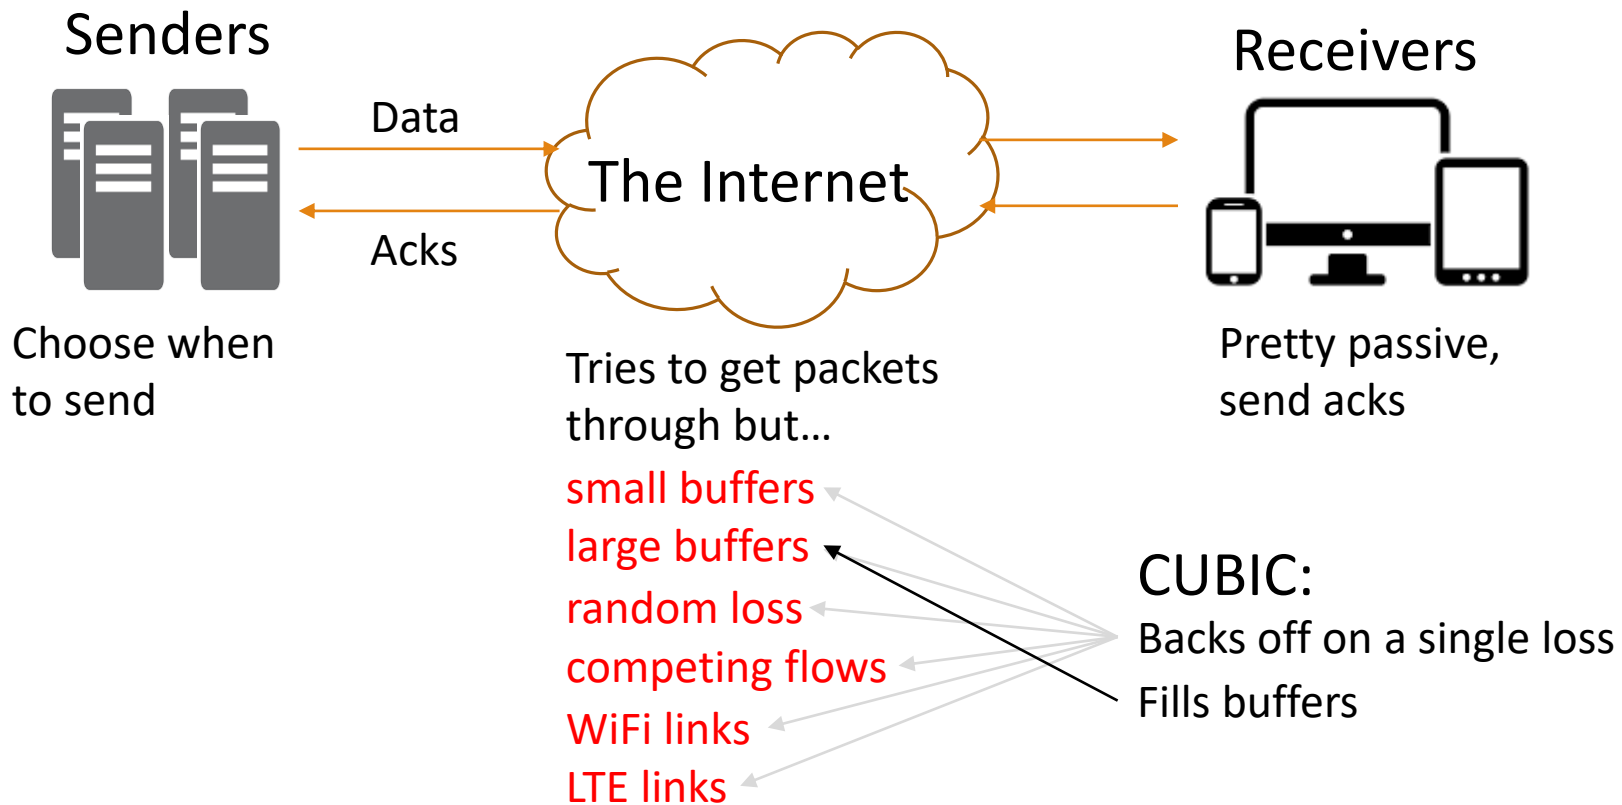 Senders
Data
Acks
Choose when
to send
The Internet
Tries to get packets
through but...
small buffers
large buffers
random loss
competing flows
WiFi links
LTE links
Receivers
Pretty passive,
send acks
CUBIC:
Backs off on a single loss
Fills buffers